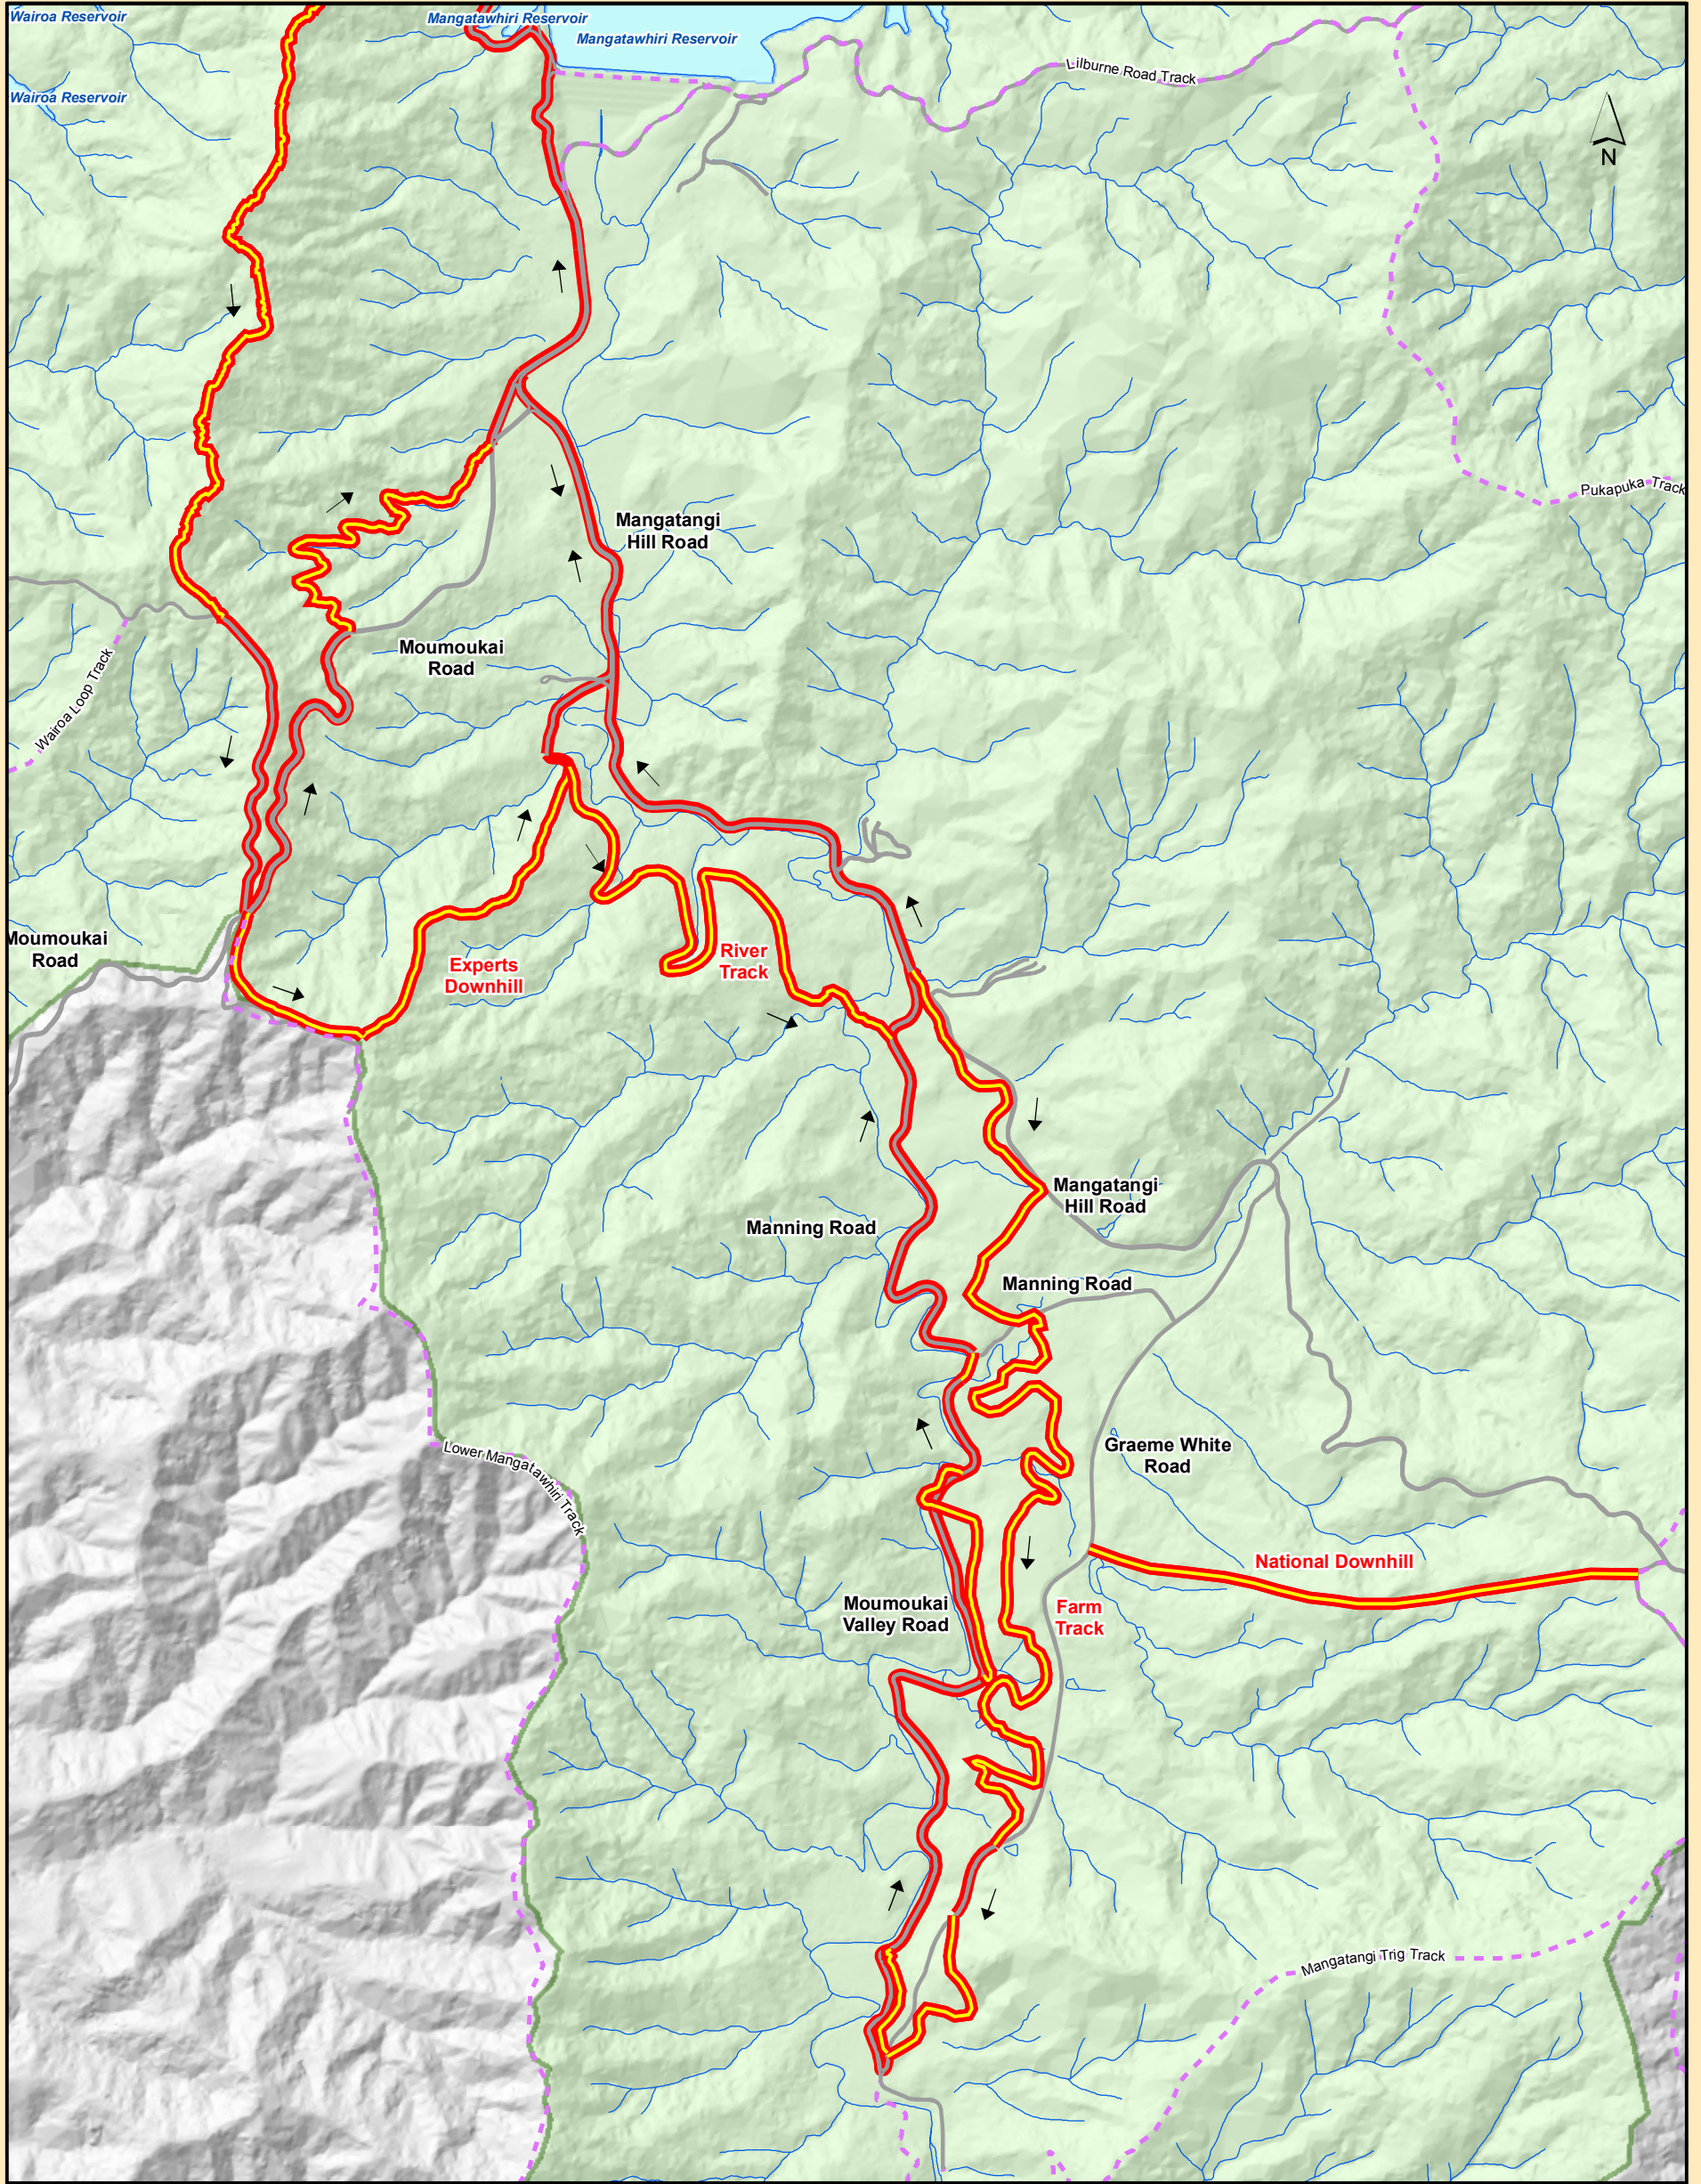 Wairoa Reservoir
Mangatawhiri Reservoir
Mangatawhiri Reservoir
Lilburne Road Track
Wairoa Reservoir
N
Pukapuka Track
Mangatangi
Hill Road
Moumoukai
Road
Wairoa Loop Track
Moumoukai
Road
Experts
Downhill
River
Track
Mangatangi
Hill Road
Manning Road
Manning Road
Graeme White
Road
Lower Mangatawhiri Track
National Downhill
Moumoukai
Valley Road
Farm
Track
Mangatangi Trig Track